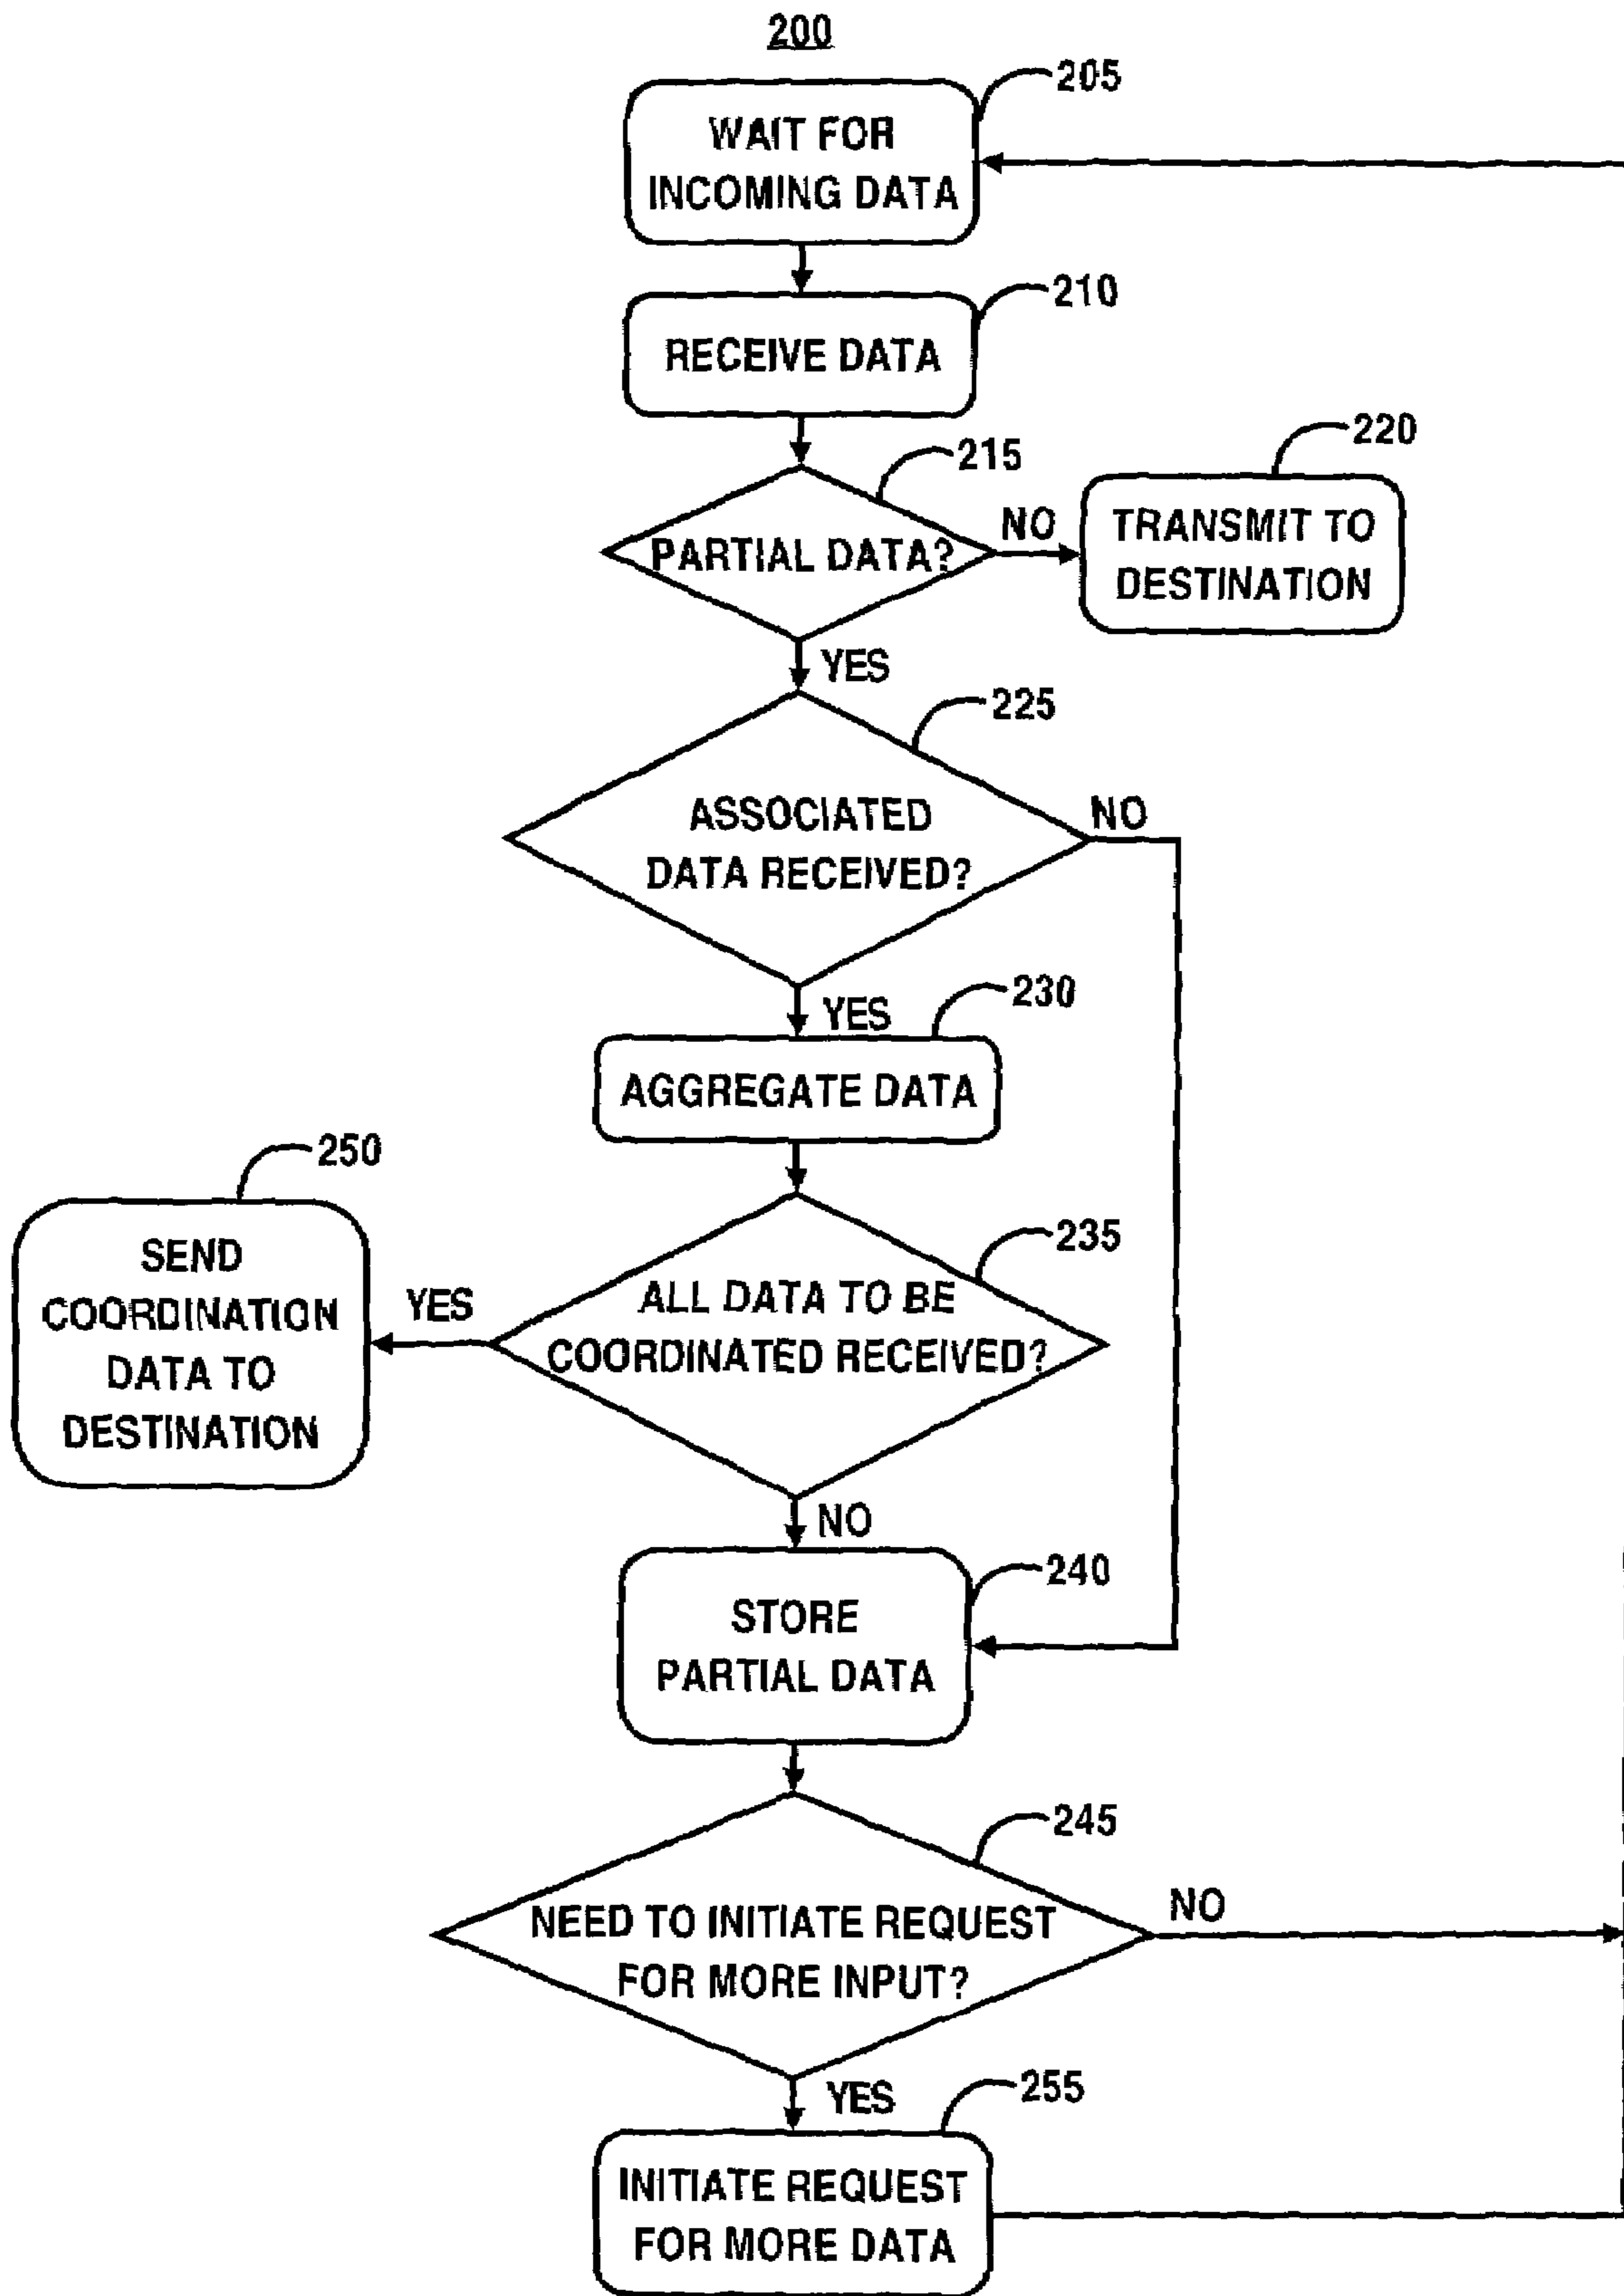 200
205
WAIT FOR
INCOMING DATA
210
RECEIVE DATA
215
PARTIAL DATA?
NO
220
TRANSMIT TO
DESTINATION
YES
225
ASSOCIATED
DATA RECEIVED?
NO
YES
230
AGGREGATE DATA
235
ALL DATA TO BE
COORDINATED RECEIVED?
YES
250
SEND
COORDINATION
DATA TO
DESTINATION
NO
240
STORE
PARTIAL DATA
245
NEED TO INITIATE REQUEST
FOR MORE INPUT?
NO
YES
255
INITIATE REQUEST
FOR MORE DATA